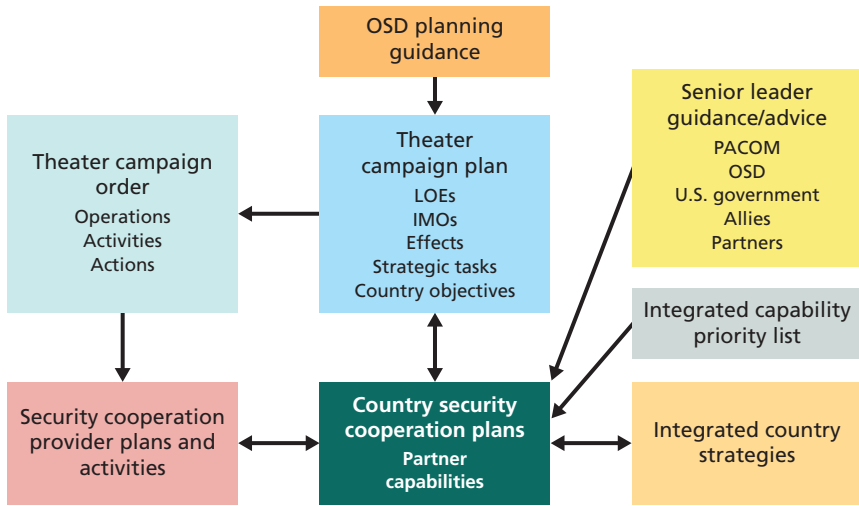 OSD planning
guidance
Theater campaign
order
Operations
Activities
Actions
Theater
campaign plan
LOEs
IMOs
Effects
Strategic tasks
Country objectives
Senior leader
guidance/advice
PACOM
OSD
U.S. government
Allies
Partners
Integrated capability
priority list
Security cooperation
provider plans and
activities
Country security
cooperation plans
Partner
capabilities
Integrated country
strategies